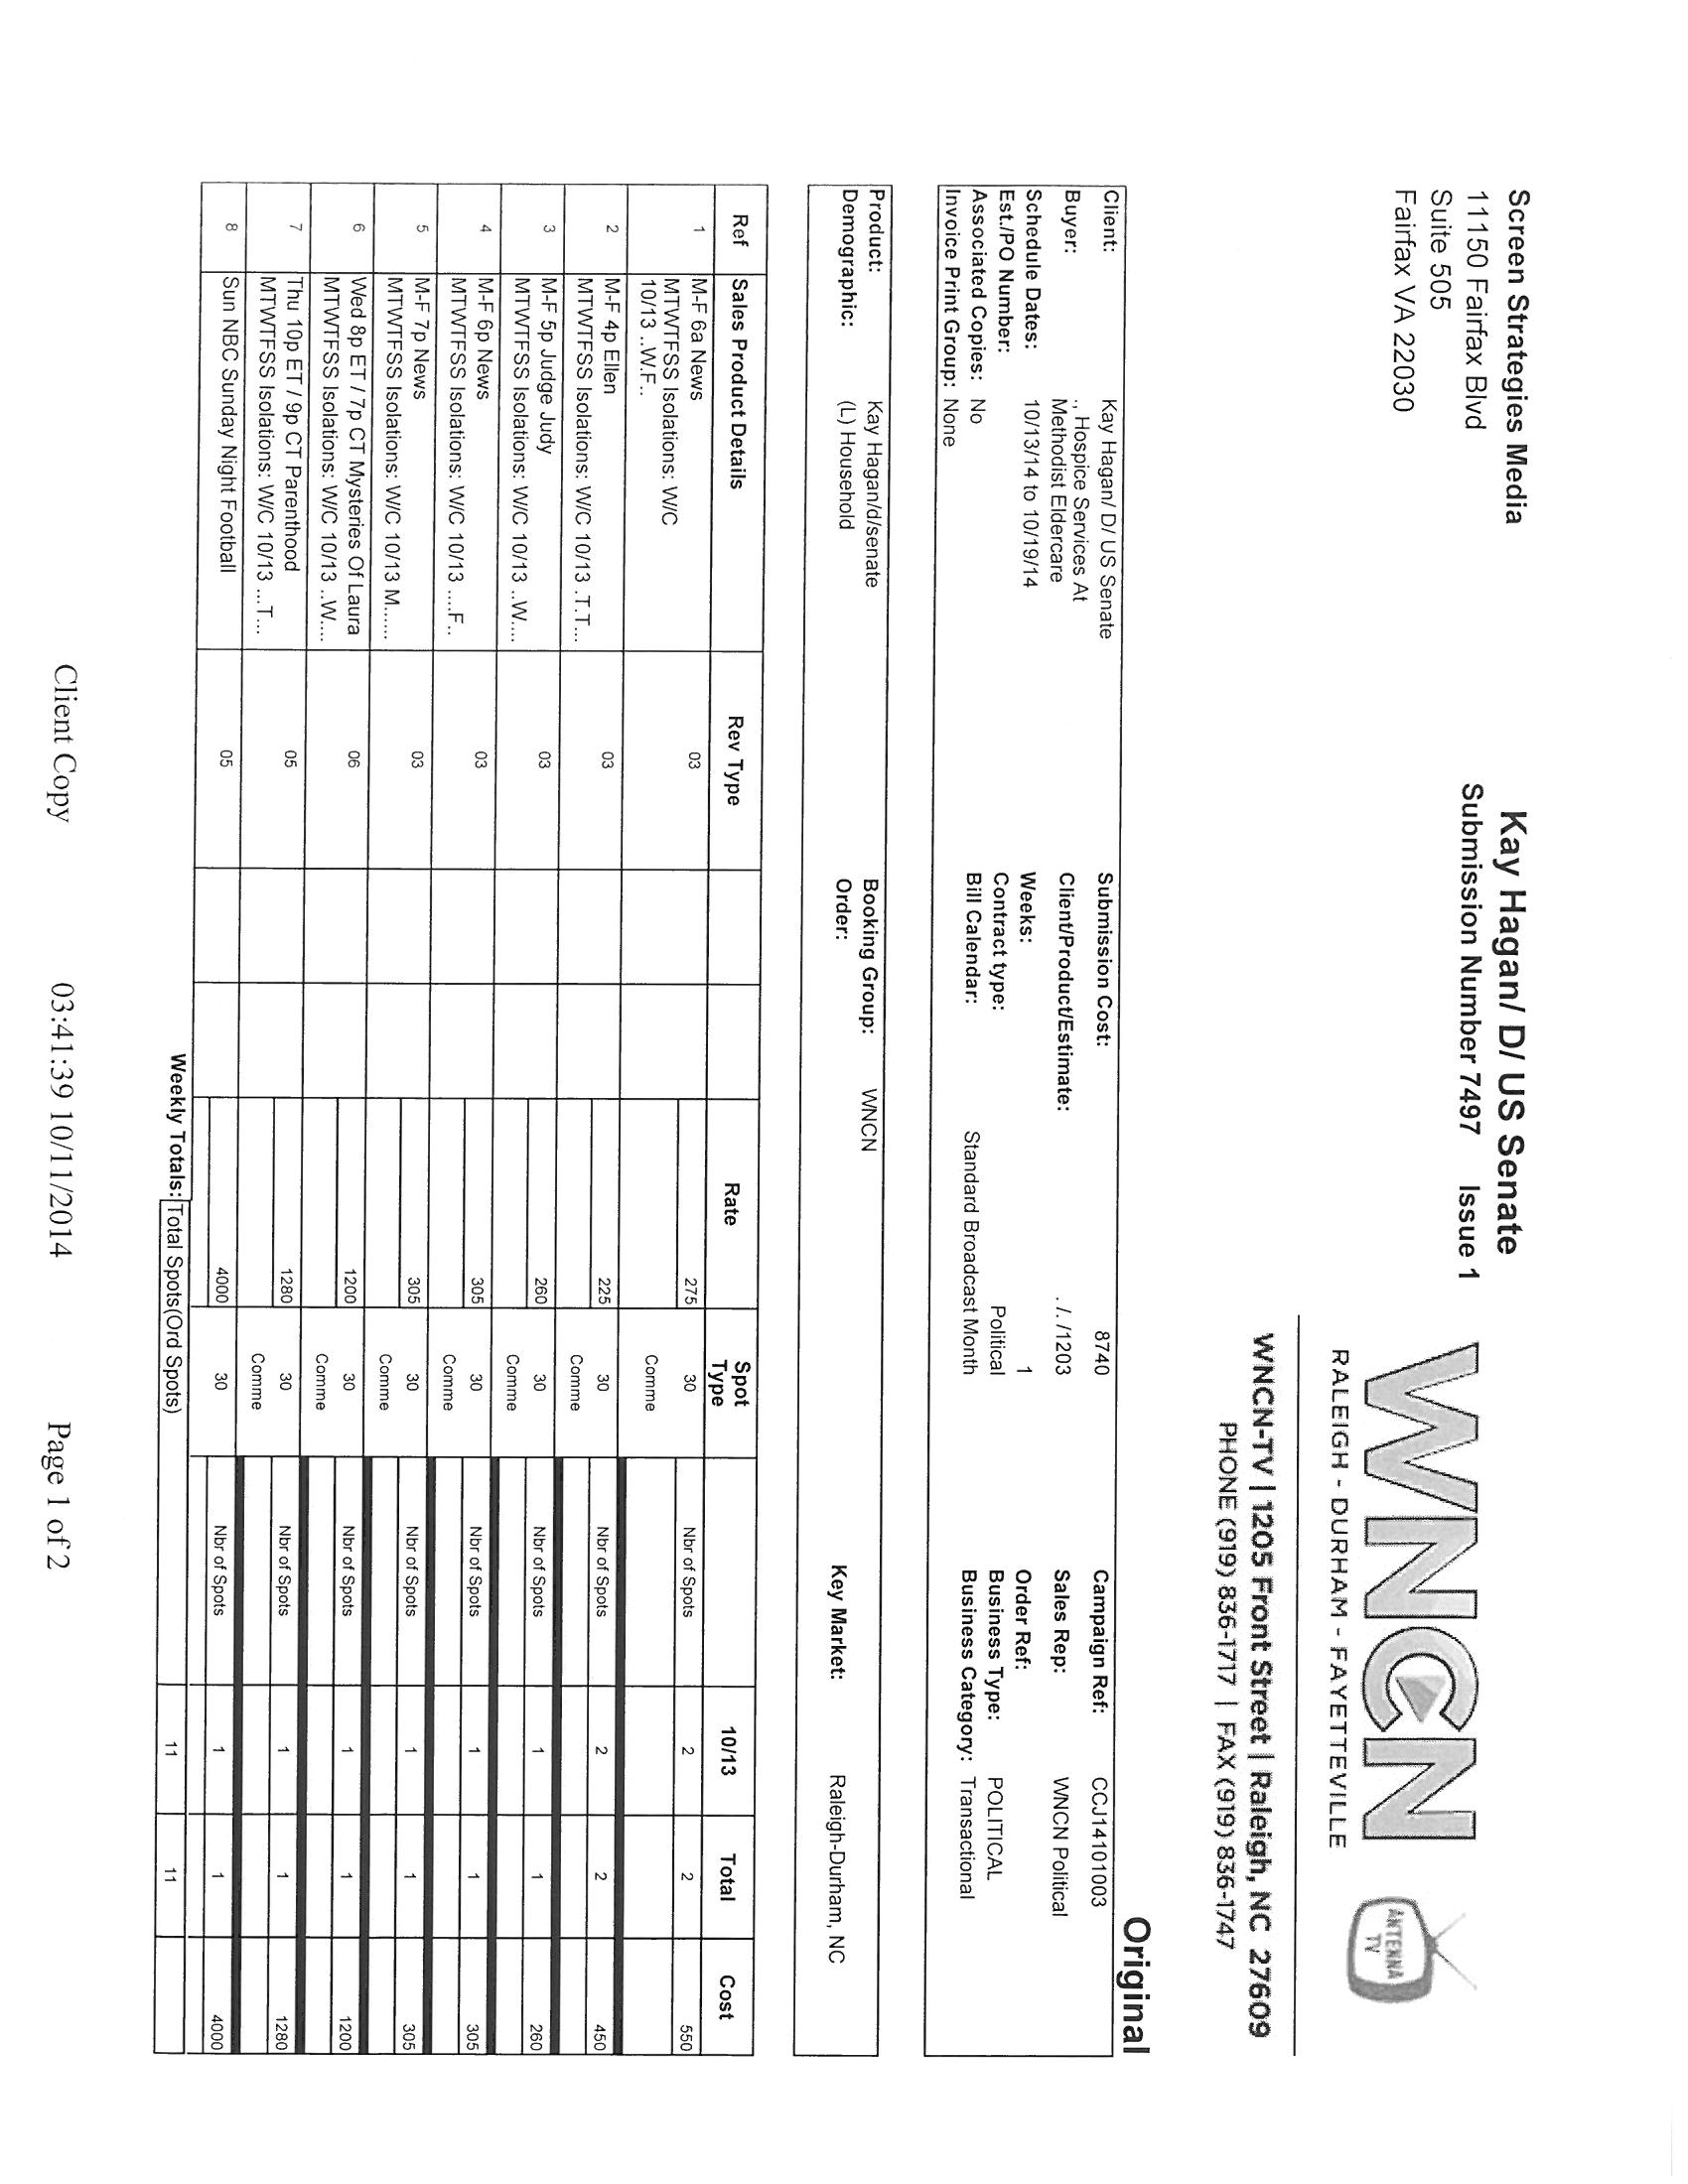 Screen Strategies Media
11150 Fairfax Blvd
Suite 505
Fairfax VA 22030
Kay Hagan/ D/ US Senate
Submission Number 7497 Issue 1
WNCN
RALEIGH - DURHAM - FAYETTEVILLE
ANTENNA
TV
WNCN-TV | 1205 Front Street | Raleigh, NC 27609
PHONE (919) 836-1717 | FAX (919) 836-1747
Original
Client: Kay Hagan/ D/ US Senate Submission Cost: 8740 Campaign Ref: CCJ14101003
Buyer: ., Hospice Services At
Methodist Eldercare Client/Product/Estimate: . /. /1203 Sales Rep: WNCN Political
Schedule Dates: 10/13/14 to 10/19/14 Weeks: 1 Order Ref:
Est./PO Number: Contract type: Political Business Type: POLITICAL
Associated Copies: No Bill Calendar: Standard Broadcast Month Business Category: Transactional
Invoice Print Group: None
Product: Kay Hagan/d/senate Booking Group: WNCN
Demographic: (L) Household Order: Key Market: Raleigh-Durham, NC
Ref Sales Product Details Rev Type Rate Spot Type 10/13 Total Cost
1 M-F 6a News 03 275 30 Nbr of Spots 2 2 550
MTWTFSS Isolations: W/C
10/13 ..W.F.. Comme
2 M-F 4p Ellen 03 225 30 Nbr of Spots 2 2 450
MTWTFSS Isolations: W/C 10/13 .T.T... Comme
3 M-F 5p Judge Judy 03 260 30 Nbr of Spots 1 1 260
MTWTFSS Isolations: W/C 10/13 ..W.... Comme
4 M-F 6p News 03 305 30 Nbr of Spots 1 1 305
MTWTFSS Isolations: W/C 10/13 ....F.. Comme
5 M-F 7p News 03 305 30 Nbr of Spots 1 1 305
MTWTFSS Isolations: W/C 10/13 M...... Comme
6 Wed 8p ET / 7p CT Mysteries Of Laura 06 1200 30 Nbr of Spots 1 1 1200
MTWTFSS Isolations: W/C 10/13 ..W.... Comme
7 Thu 10p ET / 9p CT Parenthood 05 1280 30 Nbr of Spots 1 1 1280
MTWTFSS Isolations: W/C 10/13 ...T... Comme
8 Sun NBC Sunday Night Football 05 4000 30 Nbr of Spots 1 1 4000
Weekly Totals: Total Spots(Ord Spots) 11 11
Client Copy 03:41:39 10/11/2014 Page 1 of 2